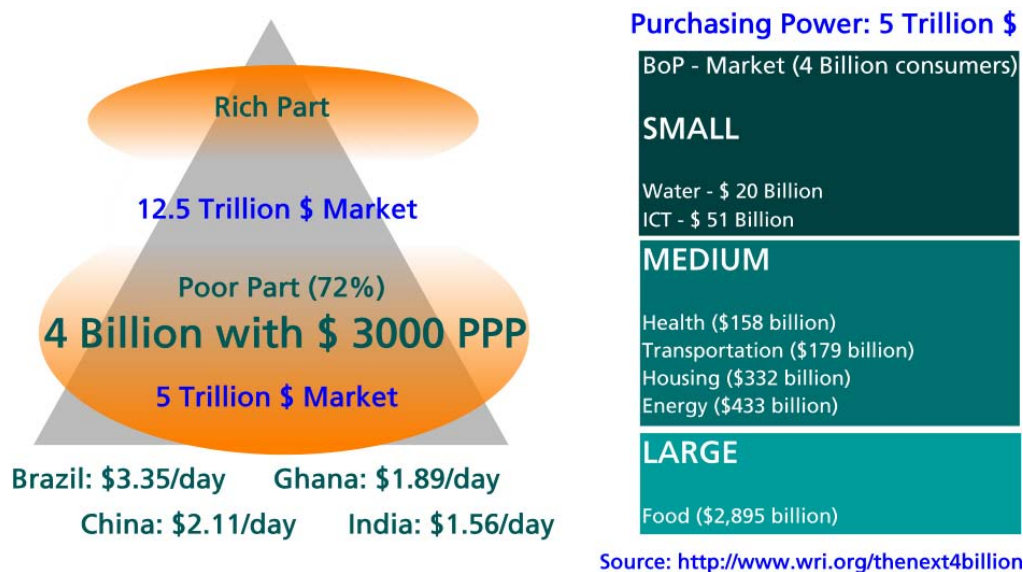 Rich Part
12.5 Trillion $ Market
Poor Part (72%)
4 Billion with $ 3000 PPP
5 Trillion $ Market
Brazil: $3.35/day Ghana: $1.89/day
China: $2.11/day India: $1.56/day
Purchasing Power: 5 Trillion $
BoP - Market (4 Billion consumers)
SMALL
Water - $ 20 Billion
ICT - $ 51 Billion
MEDIUM
Health ($158 billion)
Transportation ($179 billion)
Housing ($332 billion)
Energy ($433 billion)
LARGE
Food ($2,895 billion)
Source: http://www.wri.org/thenext4billion